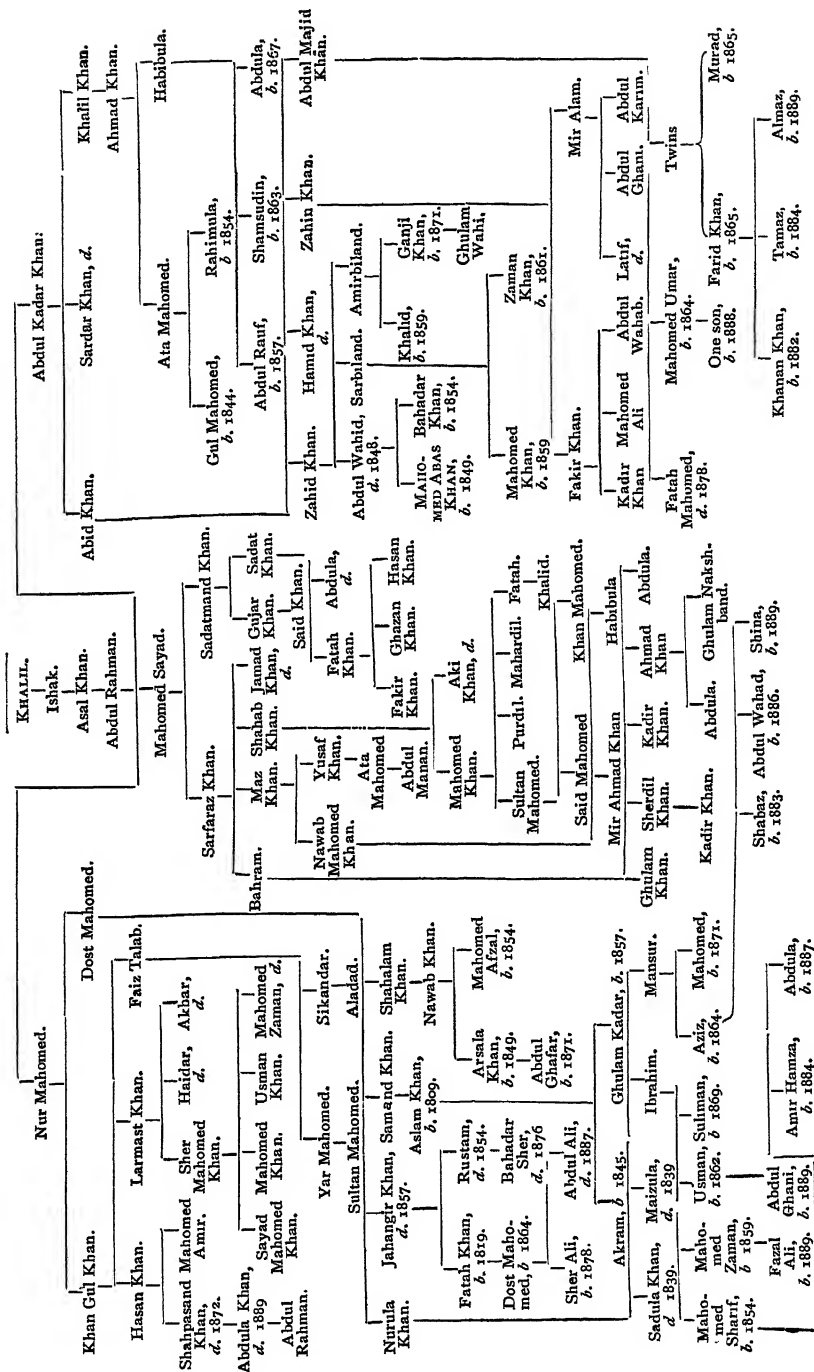 KHALIL.
Ishak.
Asal Khan.
Abdul Rahman.
Nur Mahomed.
Mahomed Sayad.
Abdul Kadar Khan.
Khan Gul Khan.
Dost Mahomed.
Hasan Khan.
Larmast Khan.
Faiz Talab.
Shahpasand
Khan,
d. 1872.
Mahomed
Amir.
Sher
Mahomed
Khan.
Haidar,
d.
Akbar,
d.
Abdula Khan,
d. 1889
Abdul
Rahman.
Sayad
Mahomed
Khan.
Mahomed
Khan.
Usman
Khan.
Mahomed
Zaman, d.
Yar Mahomed.
Sikandar.
Sultan Mahomed.
Aladad.
Nurula
Khan.
Jahangir Khan,
d. 1857.
Samand Khan.
Shahalam
Khan.
Aslam Khan,
b. 1809.
Nawab Khan.
Fatah Khan,
b. 1819.
Rustam,
d. 1854.
Arsala
Khan,
b. 1849.
Mahomed
Afzal,
b. 1854.
Dost Maho-
med, b 1864.
Bahadar
Sher,
d. 1876
Abdul
Ghafar,
b. 1871.
Sher Ali,
b. 1878.
Abdul Ali,
d. 1887.
Akram, b 1845.
Ghulam Kadar, b. 1857.
Sadula Khan,
d 1839.
Maizula,
d. 1839
Ibrahim.
Mansur.
Maho-
med
Sharif,
b. 1854.
Maho-
med
Zaman,
b 1859.
Usman,
b. 1862.
Suliman,
b 1869.
Aziz,
b. 1864.
Mahomed,
b. 1871.
Fazal
Ali,
b. 1889.
Abdul
Ghani,
b. 1889.
Amir Hamza,
b. 1884.
Abdula,
b. 1887.
Shabaz,
b. 1883.
Abdul Wahad,
b. 1886.
Shina,
b. 1889.
Sarfaraz Khan.
Sadatmand Khan.
Bahram.
Maz
Khan.
Shahab
Khan.
Jamad
Khan,
d.
Gujar
Khan.
Sadat
Khan.
Nawab
Mahomed
Khan.
Yusaf
Khan.
Said Khan.
Ata
Mahomed
Fatah
Khan.
Abdula,
d.
Abdul
Manan.
Fakir
Khan.
Ghazan
Khan.
Hasan
Khan.
Mahomed
Khan.
Aki
Khan, d.
Sultan
Mahomed.
Purdil.
Mahardil.
Fatah.
Khalid.
Said Mahomed
Khan Mahomed.
Mir Ahmad Khan
Habibula
Ghulam
Khan.
Sherdil
Khan.
Kadir
Khan.
Ahmad
Khan
Abdula.
Kadir Khan.
Abdula.
Ghulam Naksh-
band.
Abid Khan.
Sardar Khan, d.
Khalil Khan.
Ahmad Khan.
Ata Mahomed.
Habibula.
Gul Mahomed,
b. 1844.
Rahimula,
b 1854.
Abdul Rauf,
b. 1857.
Shamsudin,
b. 1863.
Abdula,
b. 1867.
Zahid Khan.
Hamid Khan,
d.
Zahin Khan.
Abdul Majid
Khan.
Abdul Wahid,
d. 1848.
Sarbiland.
Amirbiland.
MAHO-
MED ABAS
KHAN,
b. 1849.
Bahadar
Khan,
b. 1854.
Khalid,
b. 1859.
Ganji
Khan,
b. 1871.
Ghulam
Wahi.
Mahomed
Khan,
b. 1859
Zaman
Khan,
b. 1861.
Fakir Khan.
Mir Alam.
Kadir
Khan
Mahomed
Ali
Abdul
Wahab.
Latif,
d.
Abdul
Ghani.
Abdul
Karim.
Fatah
Mahomed,
d. 1878.
Mahomed Umar,
b. 1864.
Twins
One son,
b. 1888.
Farid Khan,
b. 1865.
Murad,
b 1865.
Khanan Khan,
b. 1882.
Tamaz,
b. 1884.
Almaz,
b. 1889.